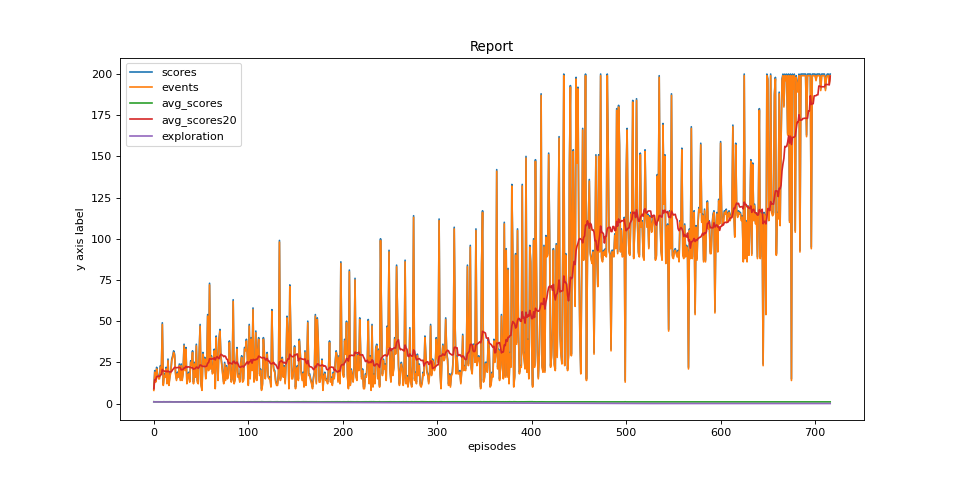 Report
200
175
150
125
100
75
50
25
0
y axis label
scores
events
avg_scores
avg_scores20
exploration
0 100 200 300 400 500 600 700
episodes